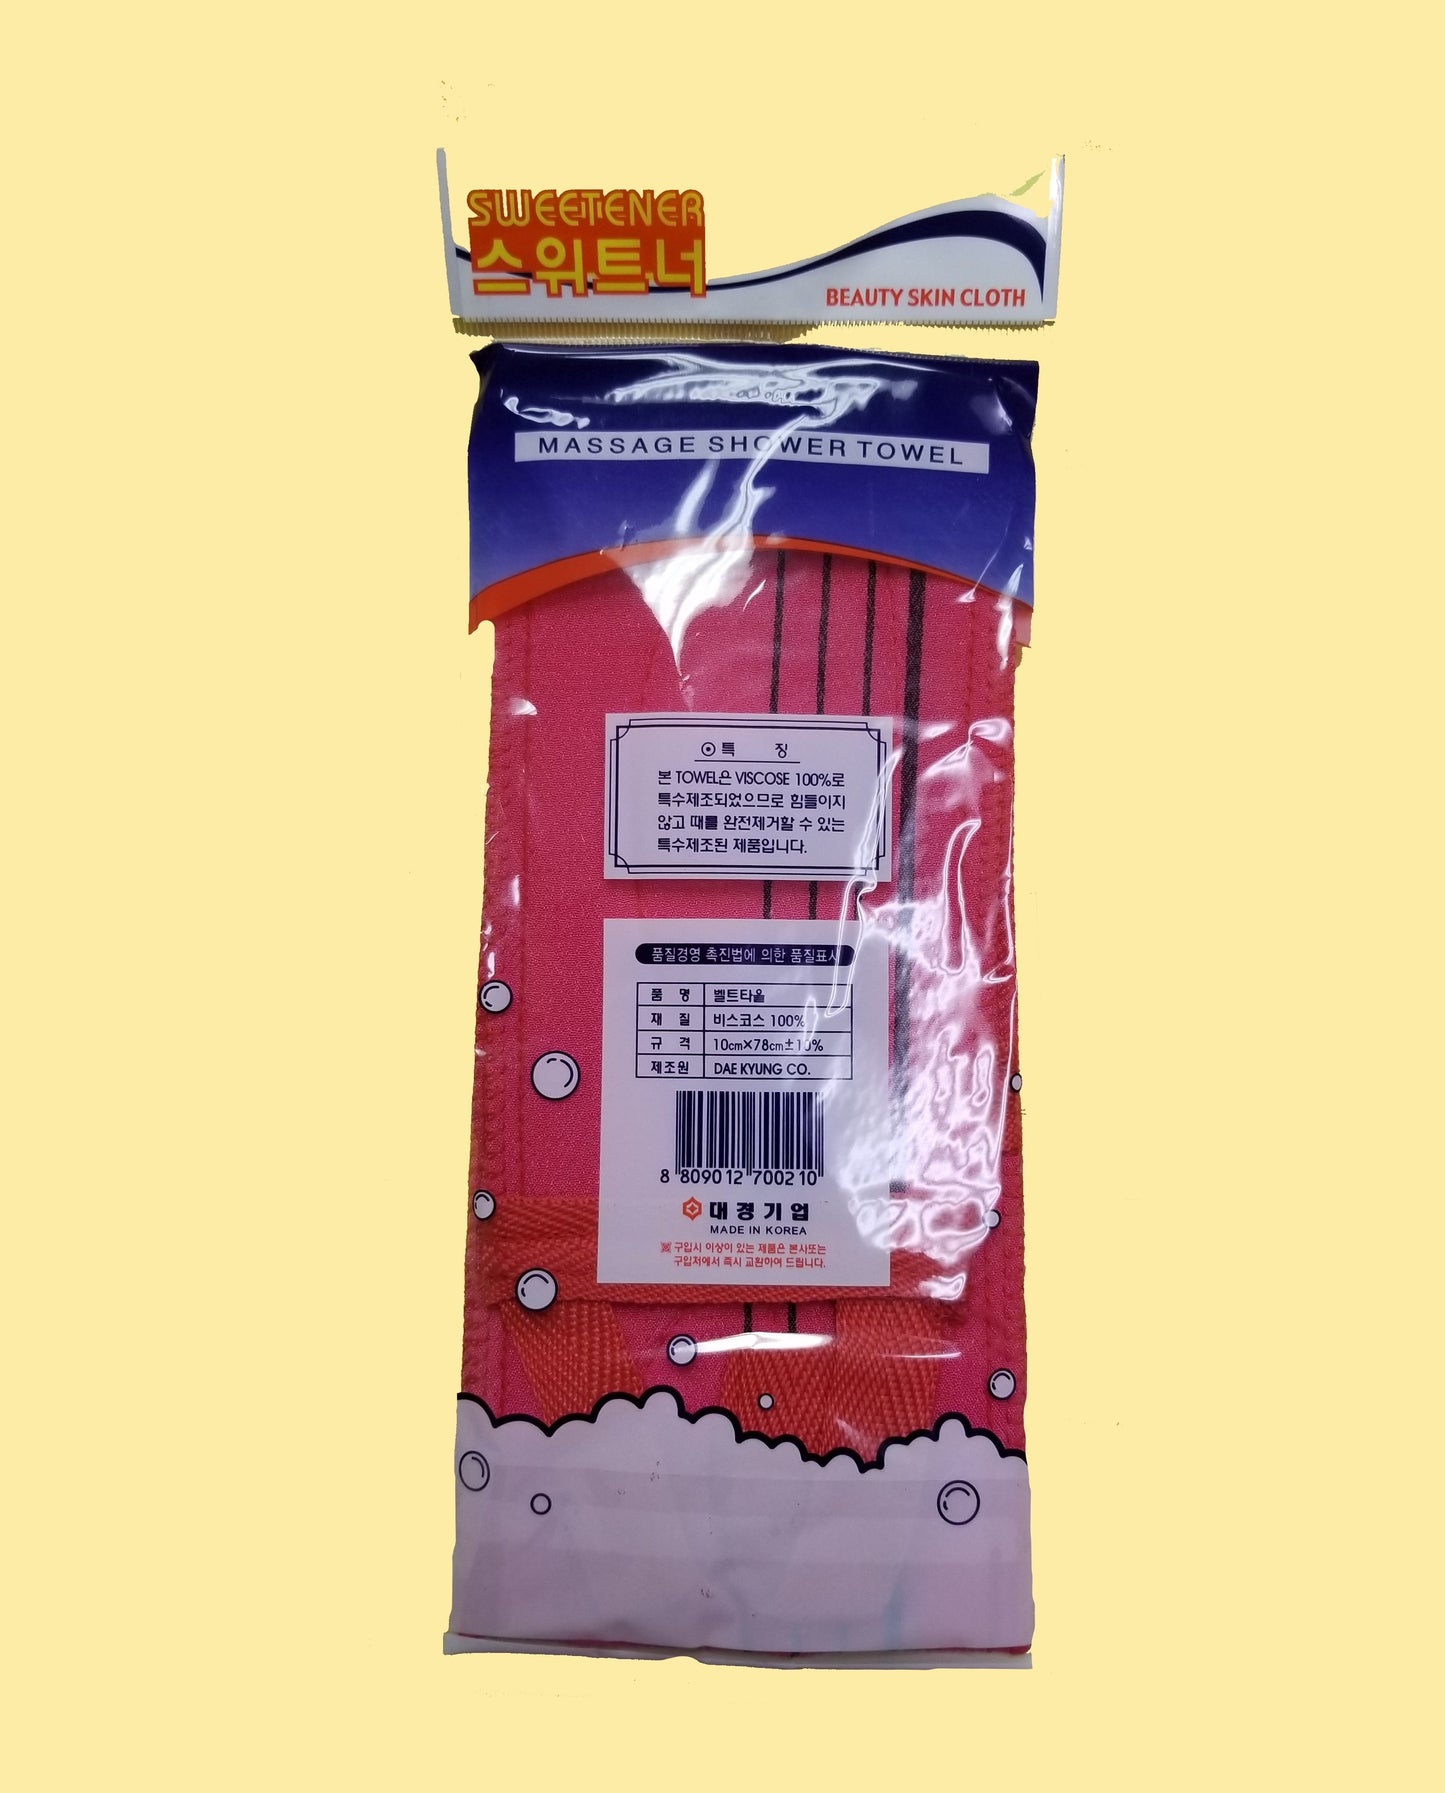 SWEETENER
스위트너
BEAUTY SKIN CLOTH
MASSAGE SHOWER TOWEL
⊙특 징
본 TOWEL은 VISCOSE 100%로
특수제조되었으므로 힘들이지
않고 때를 완전제거할 수 있는
특수제조된 제품입니다.
품질경영 촉진법에 의한 품질표시
품 명 벨트타올
재 질 비스코스 100%
규 격 10cm×78cm±10%
제조원 DAE KYUNG CO.
8 809012 700210
대경기업
MADE IN KOREA
※ 구입시 이상이 있는 제품은 본사또는
구입처에서 즉시 교환하여 드립니다.